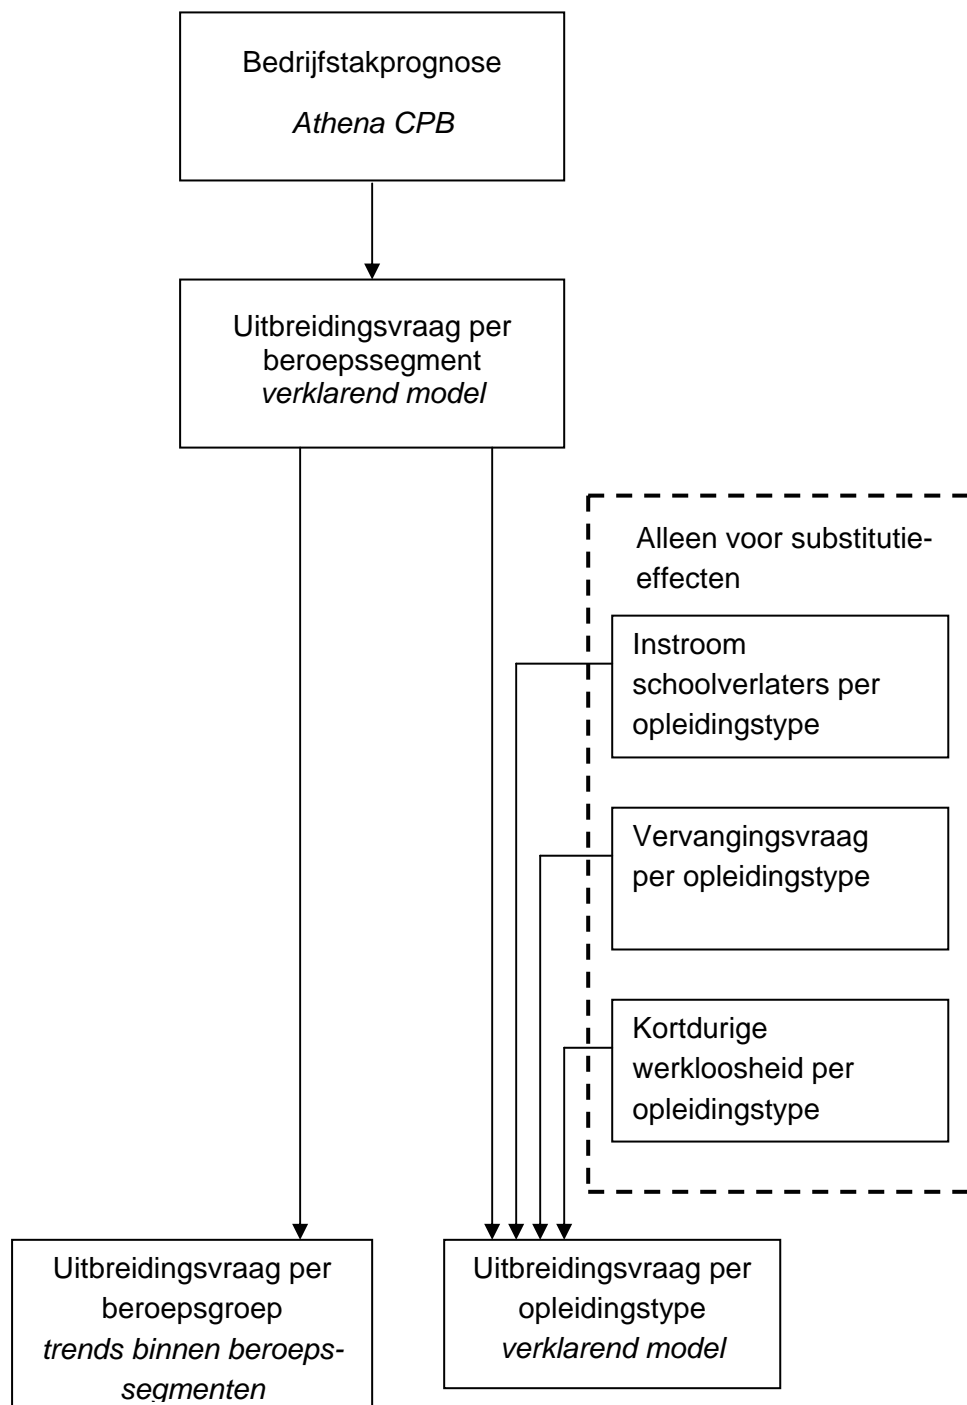 Bedrijfstakprognose
Athena CPB
Uitbreidingsvraag per
beroepssegment
verklarend model
Alleen voor substitutie-
effecten
Instroom
schoolverlaters per
opleidingstype
Vervangingsvraag
per opleidingstype
Kortdurige
werkloosheid per
opleidingstype
Uitbreidingsvraag per
beroepsgroep
trends binnen beroeps-
segmenten
Uitbreidingsvraag per
opleidingstype
verklarend model